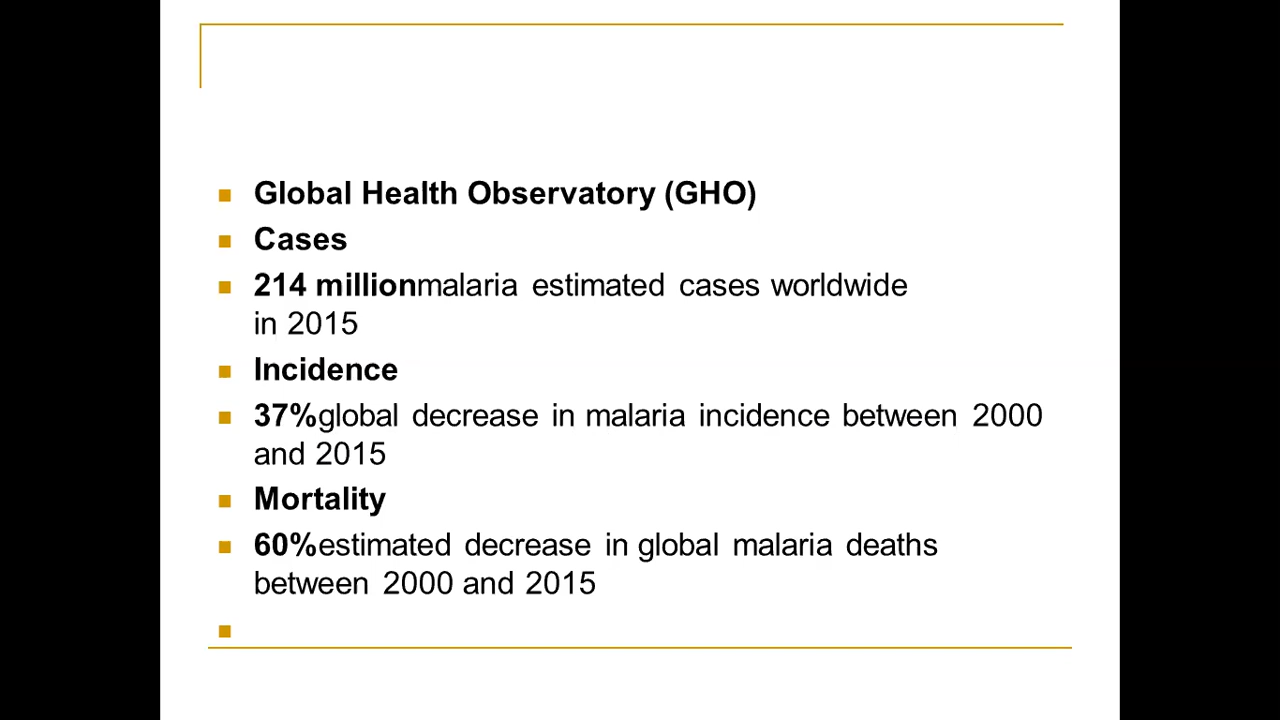 Global Health Observatory (GHO)
Cases
214 millionmalaria estimated cases worldwide
in 2015
Incidence
37%global decrease in malaria incidence between 2000
and 2015
Mortality
60%estimated decrease in global malaria deaths
between 2000 and 2015